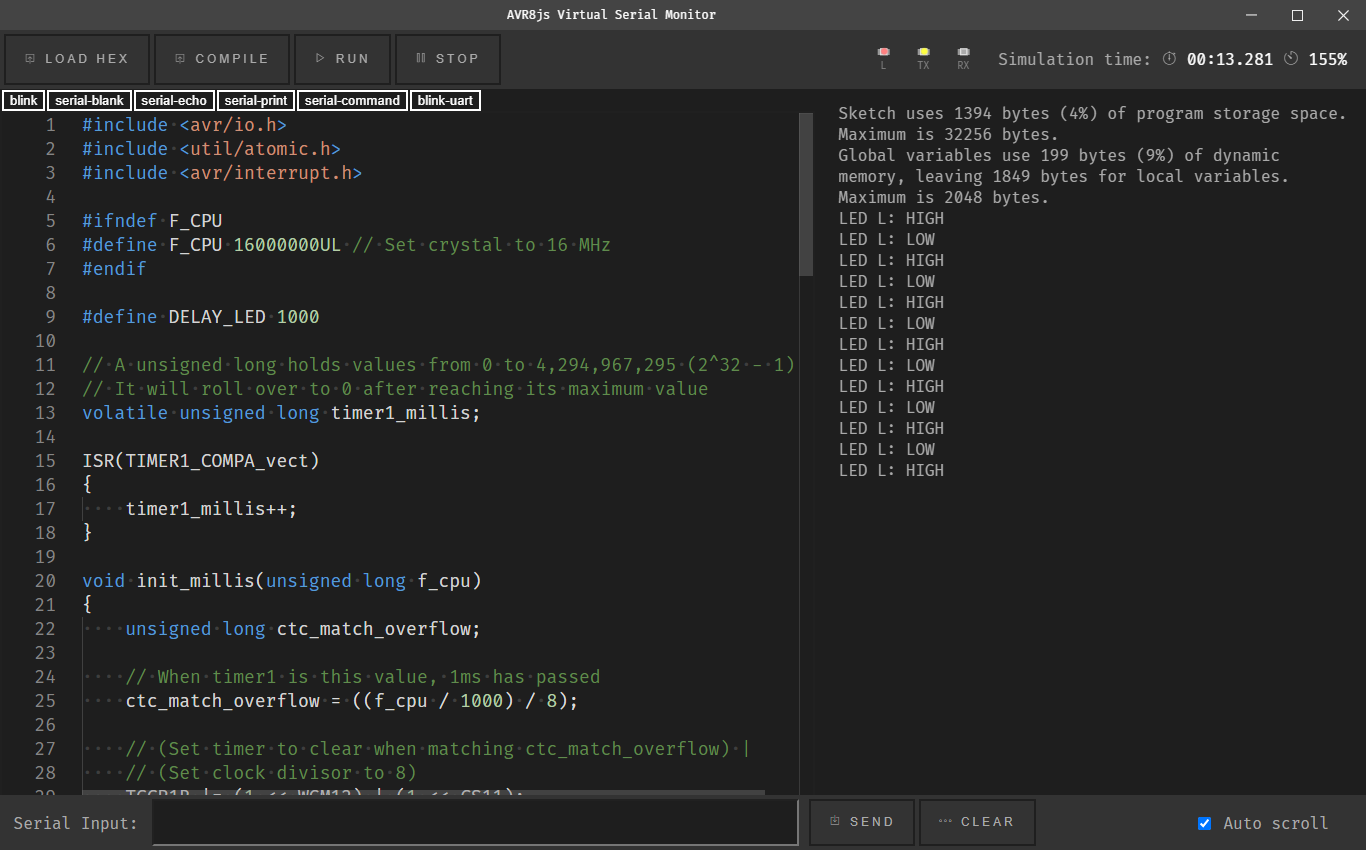 AVR8js Virtual Serial Monitor
LOAD HEX COMPILE RUN STOP
L TX RX Simulation time: 00:13.281 155%
blink serial-blank serial-echo serial-print serial-command blink-uart
1 #include <avr/io.h>
2 #include <util/atomic.h>
3 #include <avr/interrupt.h>
4
5 #ifndef F_CPU
6 #define F_CPU 16000000UL // Set crystal to 16 MHz
7 #endif
8
9 #define DELAY_LED 1000
10
11 // A unsigned long holds values from 0 to 4,294,967,295 (2^32 - 1)
12 // It will roll over to 0 after reaching its maximum value
13 volatile unsigned long timer1_millis;
14
15 ISR(TIMER1_COMPA_vect)
16 {
17     timer1_millis++;
18 }
19
20 void init_millis(unsigned long f_cpu)
21 {
22     unsigned long ctc_match_overflow;
23
24     // When timer1 is this value, 1ms has passed
25     ctc_match_overflow = ((f_cpu / 1000) / 8);
26
27     // (Set timer to clear when matching ctc_match_overflow) |
28     // (Set clock divisor to 8)
29     TCCR1B |= (1 << WGM12) | (1 << CS11);
Sketch uses 1394 bytes (4%) of program storage space.
Maximum is 32256 bytes.
Global variables use 199 bytes (9%) of dynamic
memory, leaving 1849 bytes for local variables.
Maximum is 2048 bytes.
LED L: HIGH
LED L: LOW
LED L: HIGH
LED L: LOW
LED L: HIGH
LED L: LOW
LED L: HIGH
LED L: LOW
LED L: HIGH
LED L: LOW
LED L: HIGH
LED L: LOW
LED L: HIGH
Serial Input: SEND CLEAR Auto scroll